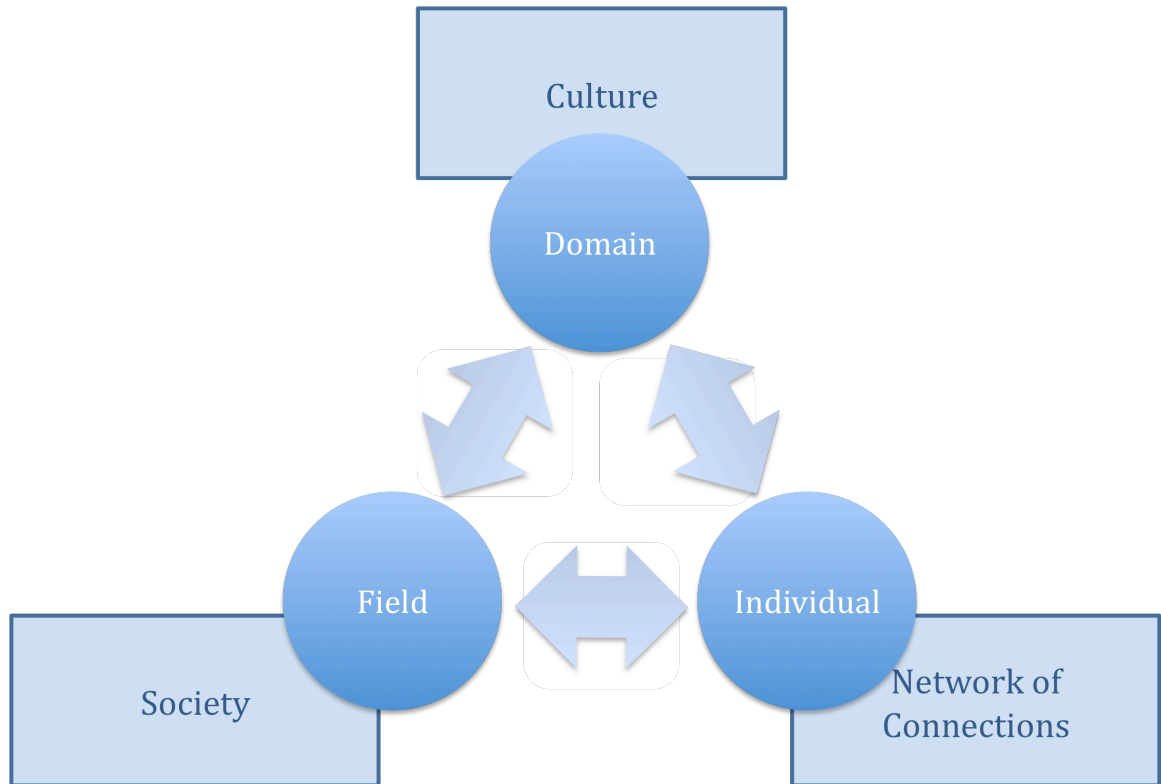 Culture
Domain
Field
Individual
Society
Network of
Connections